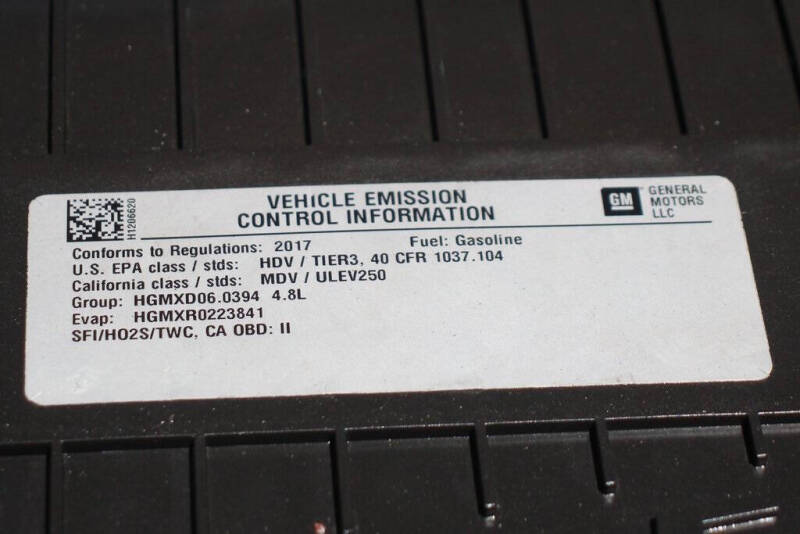 VEHICLE EMISSION
CONTROL INFORMATION
GM
GENERAL
MOTORS
LLC
H1206620
Conforms to Regulations: 2017 Fuel: Gasoline
U.S. EPA class / stds: HDV / TIER3, 40 CFR 1037.104
California class / stds: MDV / ULEV250
Group: HGMXD06.0394 4.8L
Evap: HGMXR0223841
SFI/HO2S/TWC, CA OBD: II